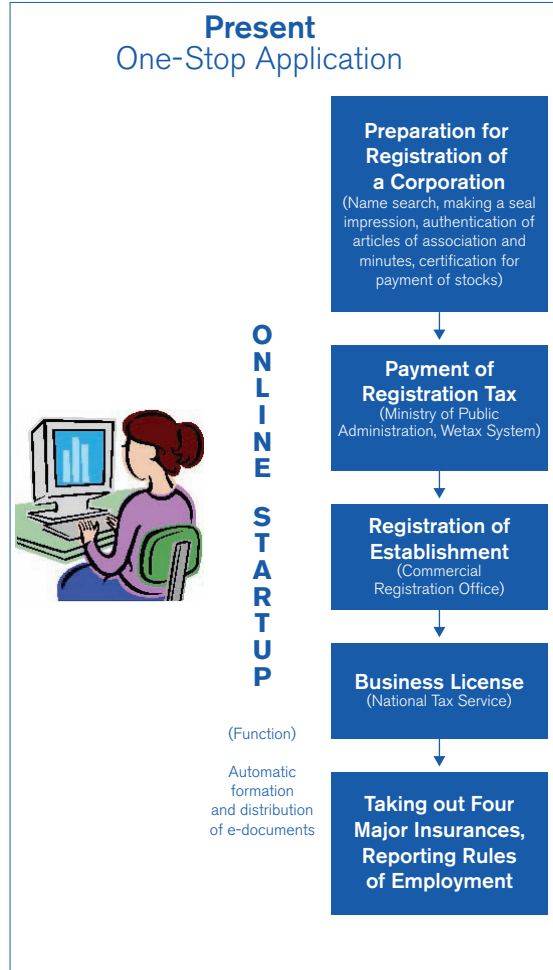 Present
One-Stop Application
Preparation for
Registration of
a Corporation
(Name search, making a seal
impression, authentication of
articles of association and
minutes, certification for
payment of stocks)
Payment of
Registration Tax
(Ministry of Public
Administration, Wetax System)
Registration of
Establishment
(Commercial
Registration Office)
Business License
(National Tax Service)
Taking out Four
Major Insurances,
Reporting Rules
of Employment
ONLINE STARTUP
(Function)
Automatic
formation
and distribution
of e-documents